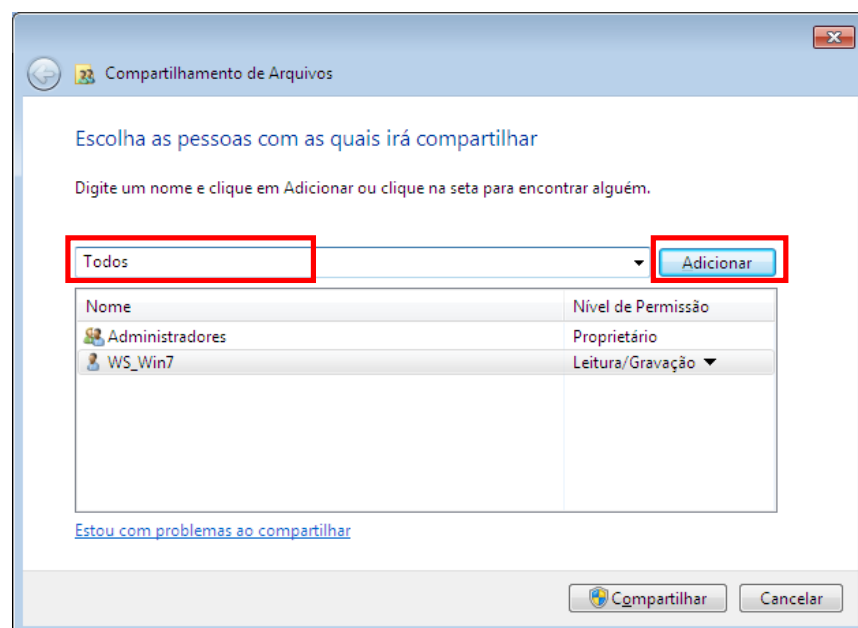 Compartilhamento de Arquivos
Escolha as pessoas com as quais irá compartilhar
Digite um nome e clique em Adicionar ou clique na seta para encontrar alguém.
Todos Adicionar
Nome Nível de Permissão
Administradores Proprietário
WS_Win7 Leitura/Gravação
Estou com problemas ao compartilhar
Compartilhar Cancelar